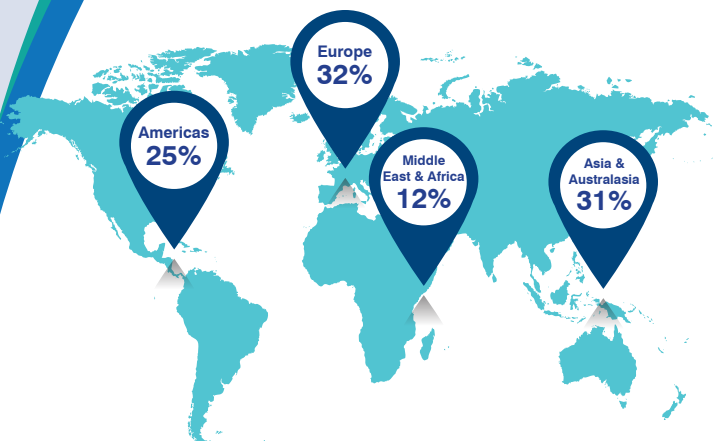 Europe
32%
Americas
25%
Middle
East & Africa
12%
Asia &
Australasia
31%